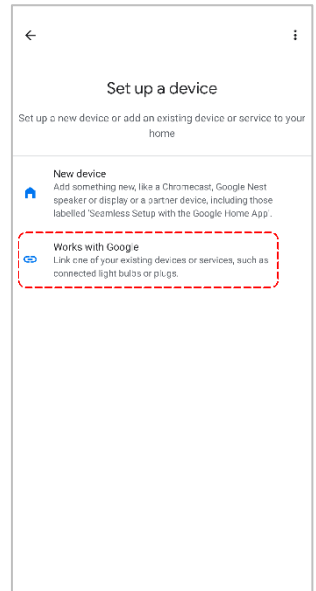 Set up a device
Set up a new device or add an existing device or service to your
home
New device
Add something new, like a Chromecast, Google Nest
speaker or display or a partner device, including those
labelled 'Seamless Setup with the Google Home App'.
Works with Google
Link one of your existing devices or services, such as
connected light bulbs or plugs.